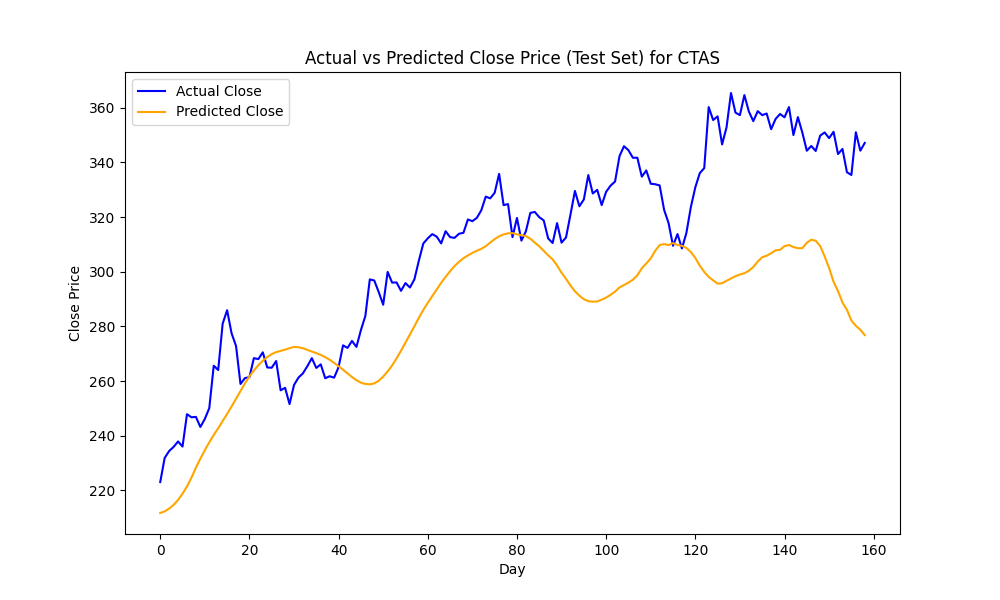 Actual vs Predicted Close Price (Test Set) for CTAS
Actual Close
Predicted Close
360
340
320
300
280
260
240
220
Close Price
0 20 40 60 80 100 120 140 160
Day